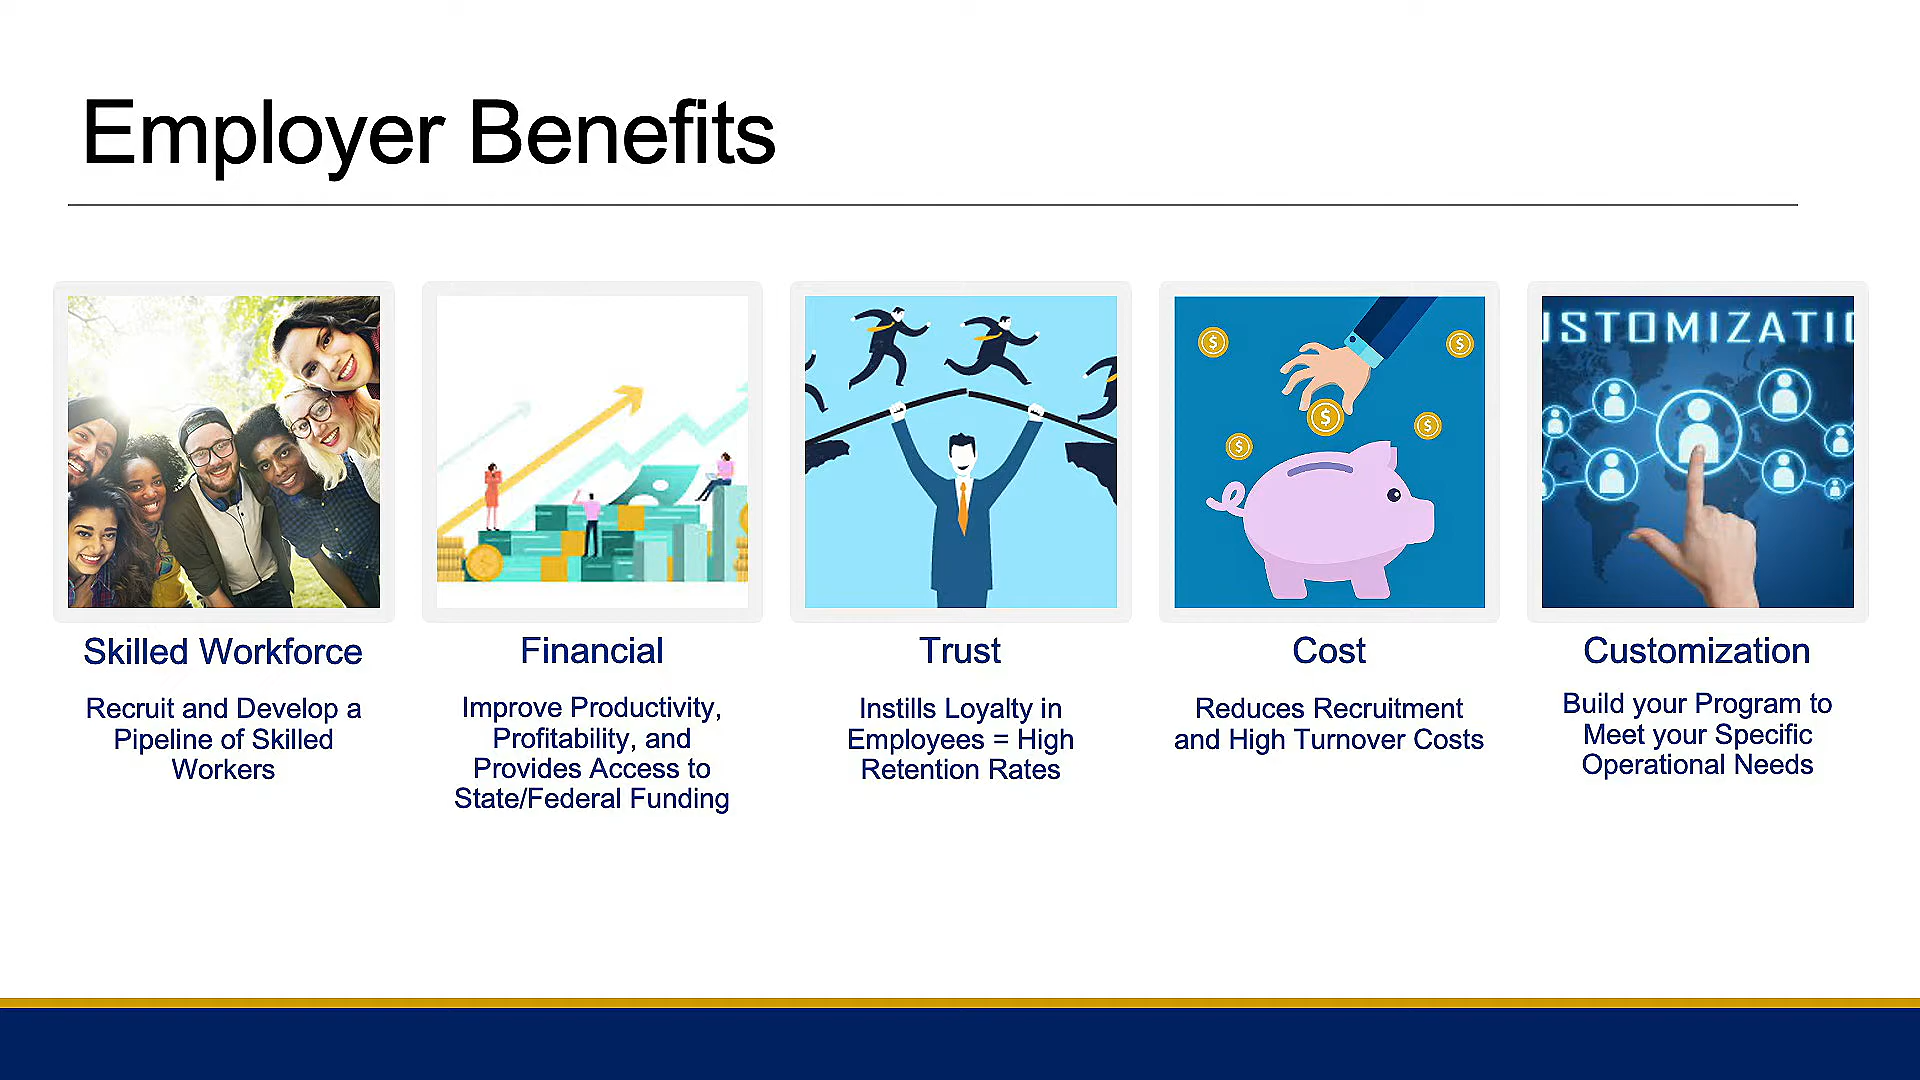 Employer Benefits
USTOMIZATIO
Skilled Workforce
Recruit and Develop a
Pipeline of Skilled
Workers
Financial
Improve Productivity,
Profitability, and
Provides Access to
State/Federal Funding
Trust
Instills Loyalty in
Employees = High
Retention Rates
Cost
Reduces Recruitment
and High Turnover Costs
Customization
Build your Program to
Meet your Specific
Operational Needs